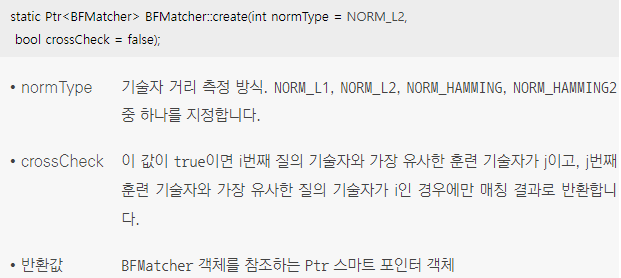 static Ptr<BFMatcher> BFMatcher::create(int normType = NORM_L2,
bool crossCheck = false);
• normType 기술자 거리 측정 방식. NORM_L1, NORM_L2, NORM_HAMMING, NORM_HAMMING2
중 하나를 지정합니다.
• crossCheck 이 값이 true이면 i번째 질의 기술자와 가장 유사한 훈련 기술자가 j이고, j번째
훈련 기술자와 가장 유사한 질의 기술자가 i인 경우에만 매칭 결과로 반환합니
다.
• 반환값 BFMatcher 객체를 참조하는 Ptr 스마트 포인터 객체